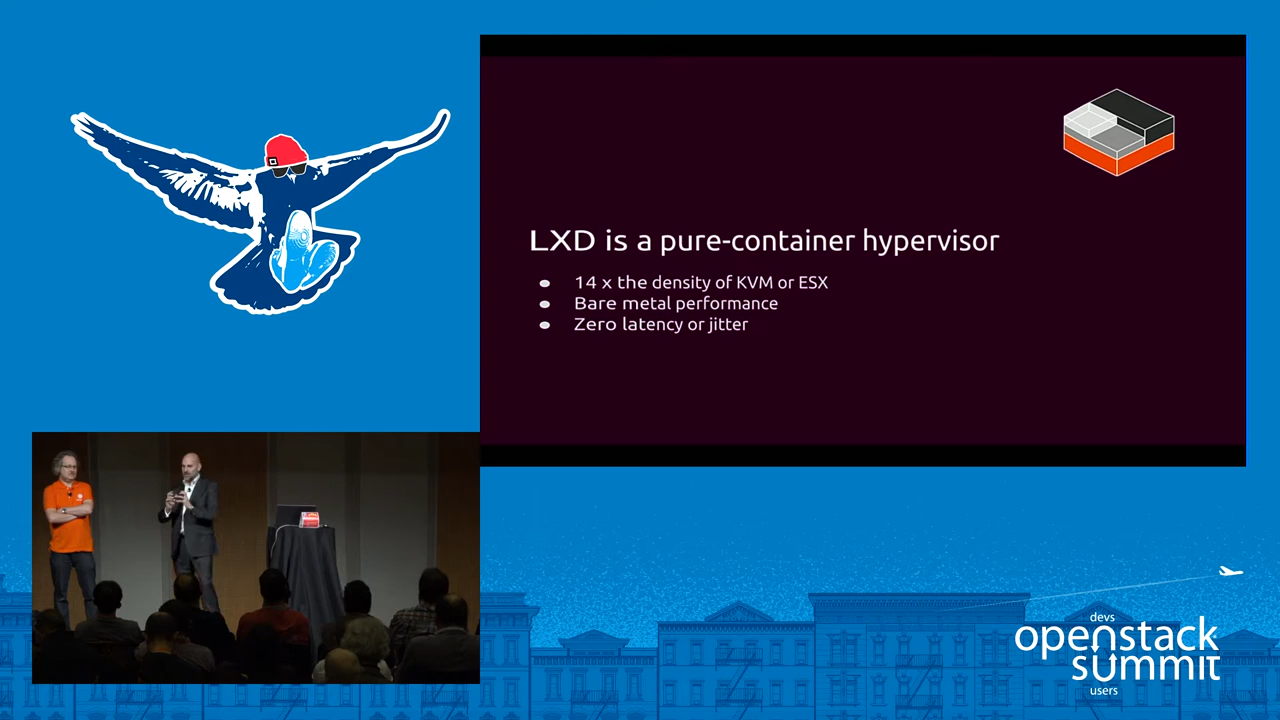 LXD is a pure-container hypervisor
14 x the density of KVM or ESX
Bare metal performance
Zero latency or jitter
devs
openstack
summit
users